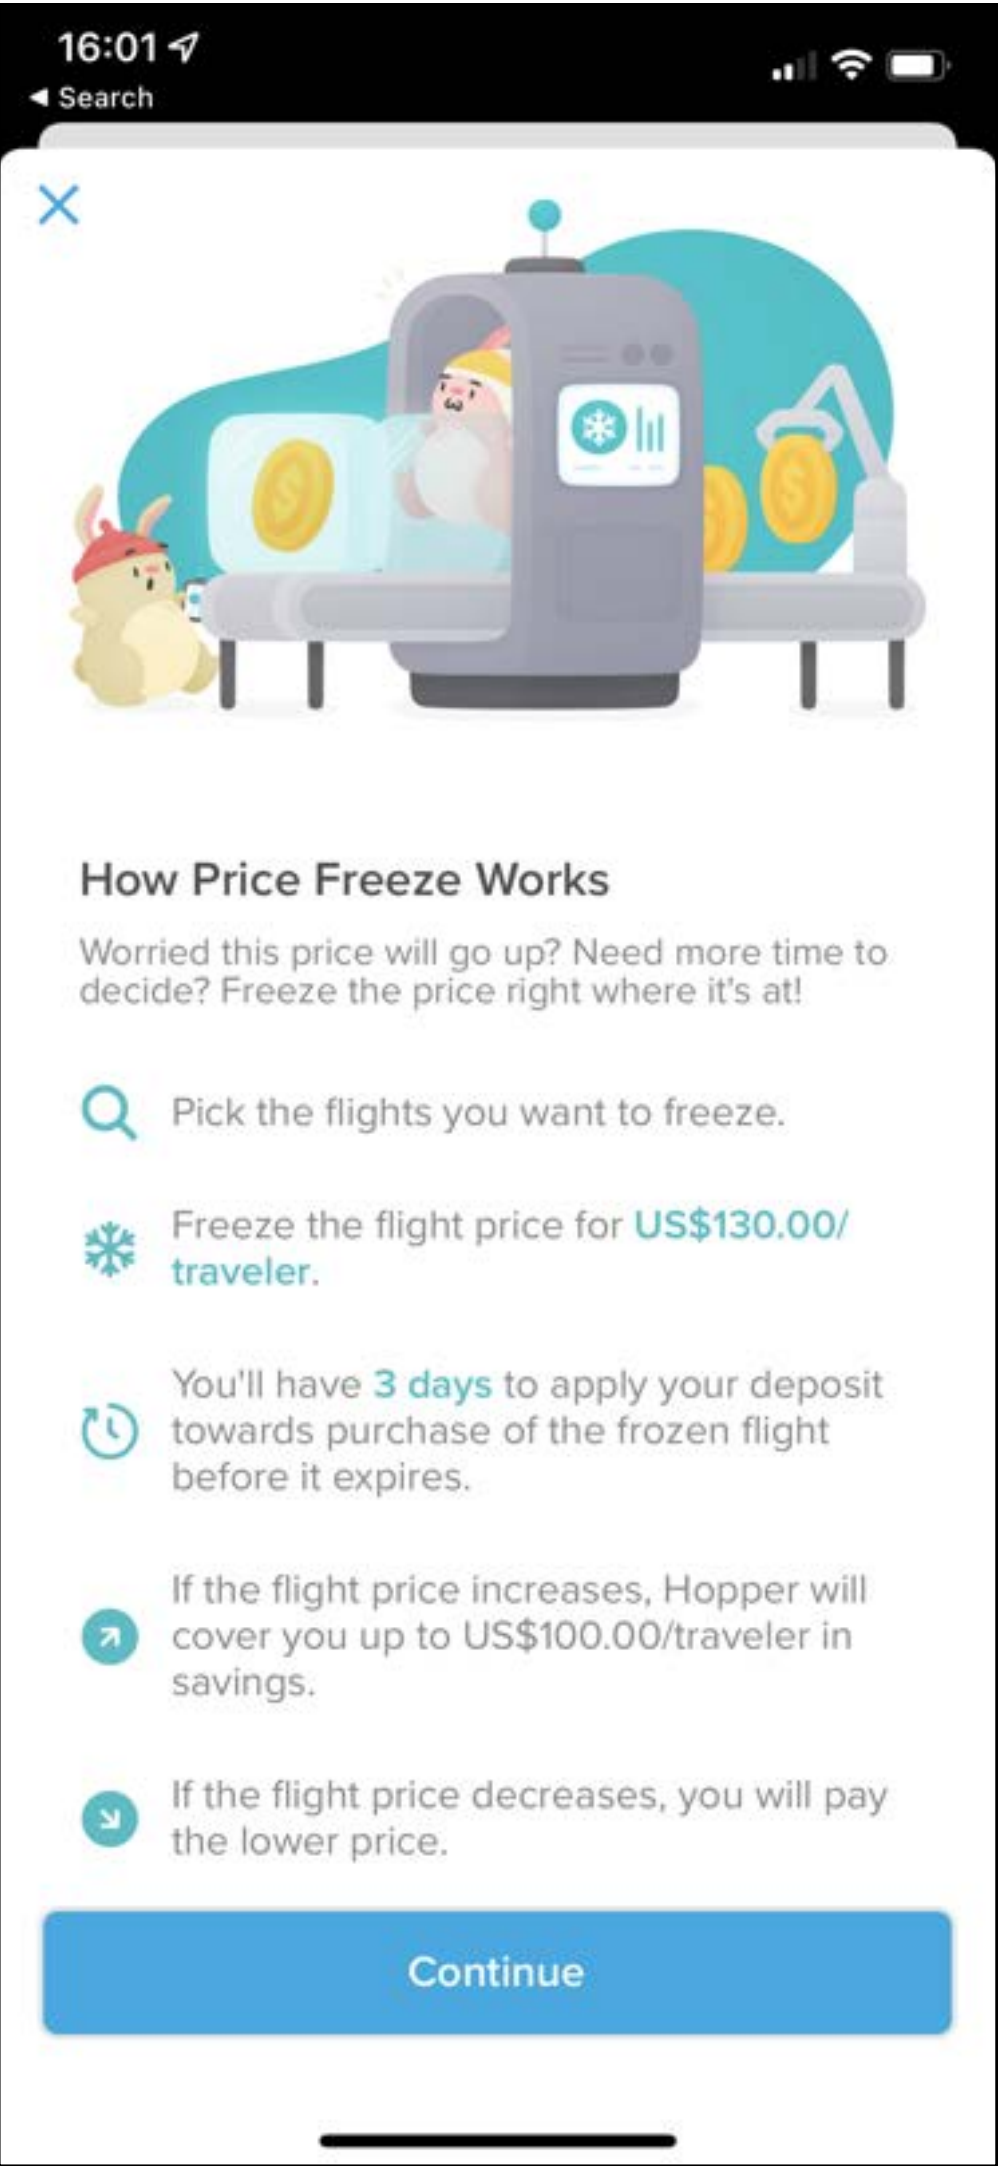 16:01
Search
How Price Freeze Works
Worried this price will go up? Need more time to
decide? Freeze the price right where it's at!
Pick the flights you want to freeze.
Freeze the flight price for US$130.00/
traveler.
You'll have 3 days to apply your deposit
towards purchase of the frozen flight
before it expires.
If the flight price increases, Hopper will
cover you up to US$100.00/traveler in
savings.
If the flight price decreases, you will pay
the lower price.
Continue